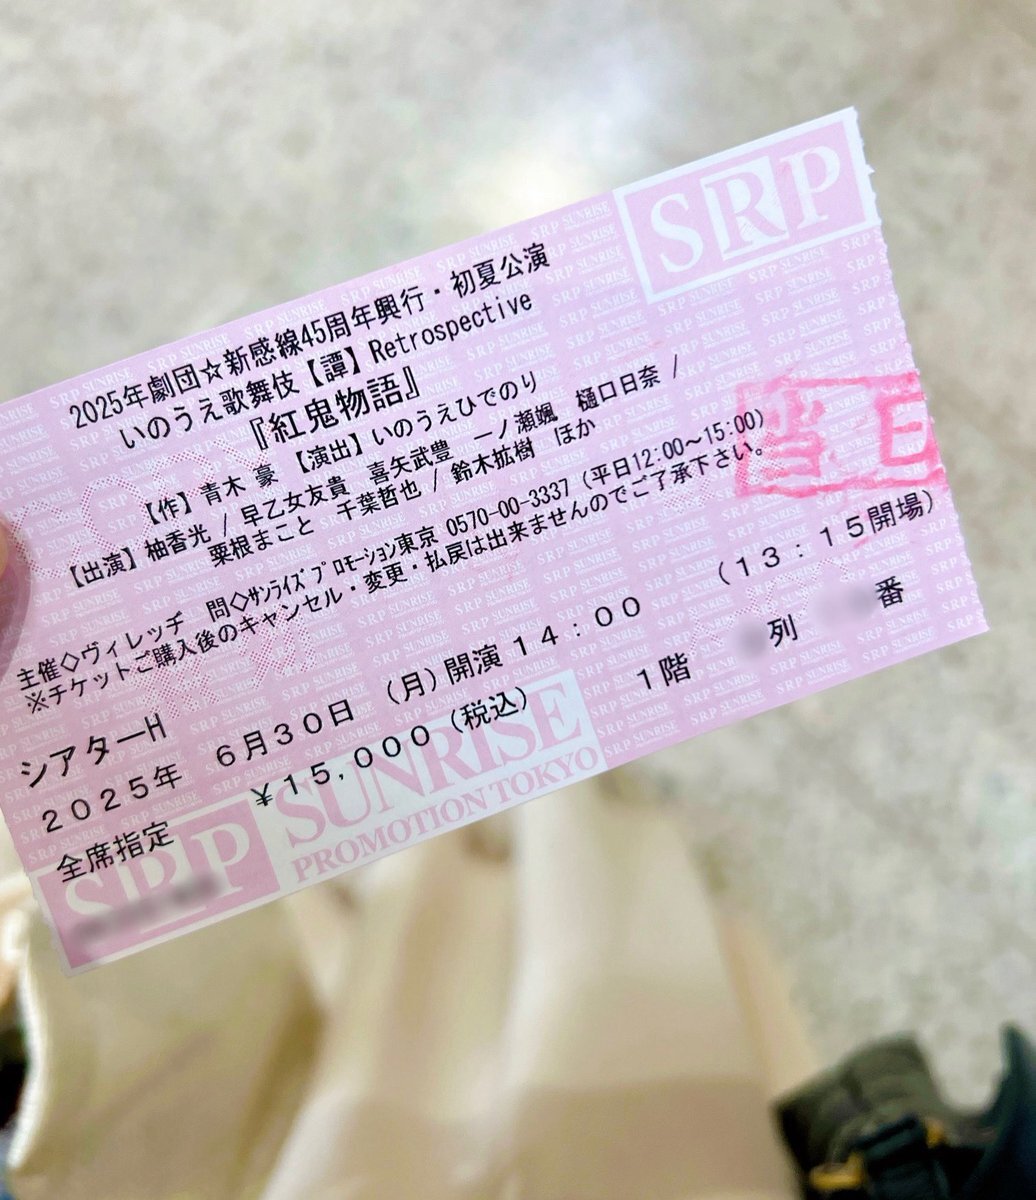 SRP
2025年劇団☆新感線45周年興行・初夏公演
いのうえ歌舞伎【譚】Retrospective
『紅鬼物語』
【作】青木 豪 【演出】いのうえひでのり
【出演】柚香光 / 早乙女友貴 喜矢武豊 一ノ瀬颯 樋口日奈 /
粟根まこと 千葉哲也 / 鈴木拡樹 ほか
当日
主催◇ヴィレッヂ 問◇サンライズプロモーション東京 0570-00-3337(平日12:00～15:00)
※チケットご購入後のキャンセル・変更・払戻は出来ませんのでご了承下さい。
シアターH
2025年 6月30日 (月)開演14:00 (13:15開場)
全席指定 ¥15,000(税込) 1階 列 番
SRP SUNRISE
PROMOTION TOKYO